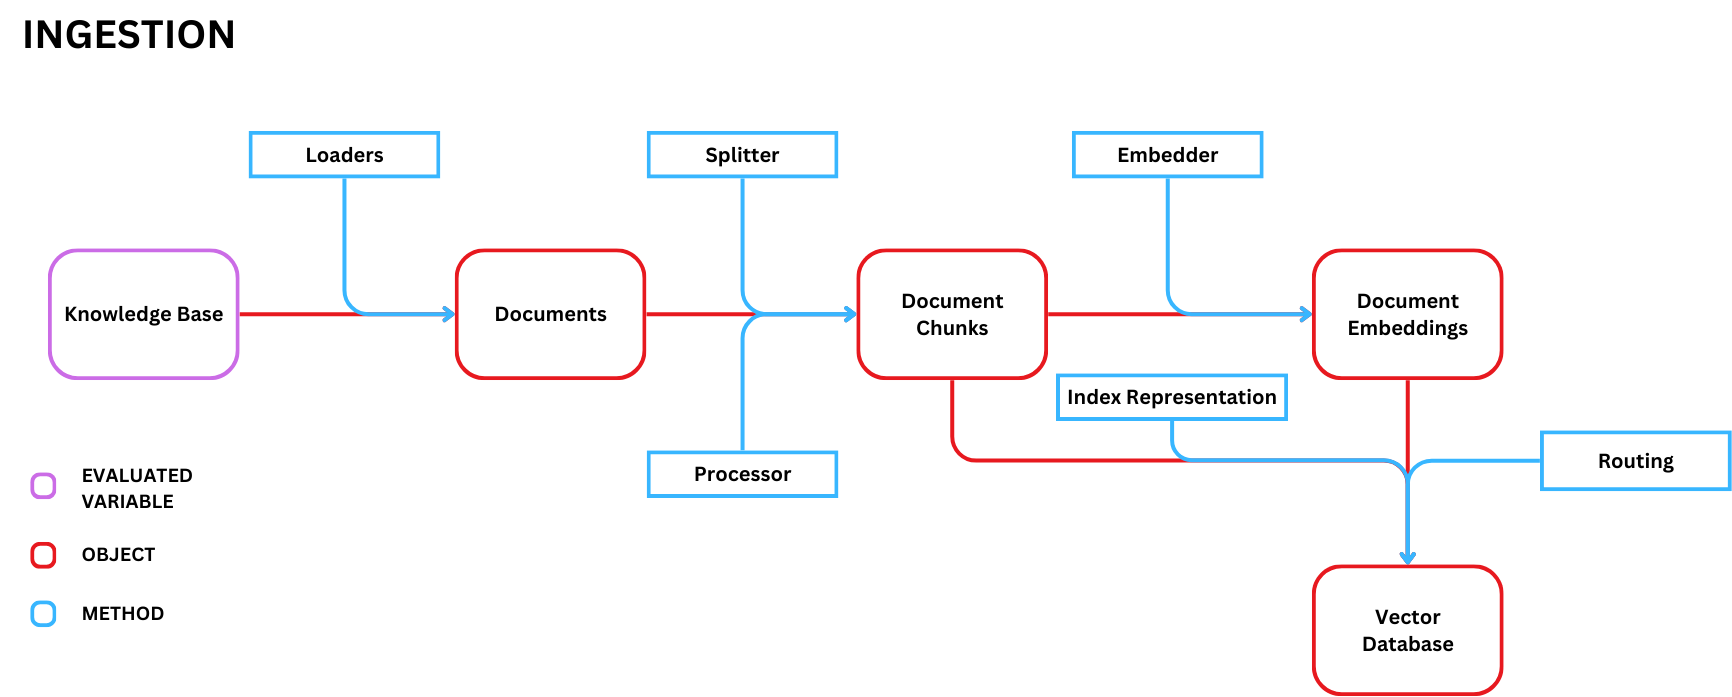 INGESTION
Loaders
Splitter
Embedder
Knowledge Base
Documents
Document
Chunks
Document
Embeddings
Index Representation
Routing
Processor
EVALUATED
VARIABLE
OBJECT
METHOD
Vector
Database